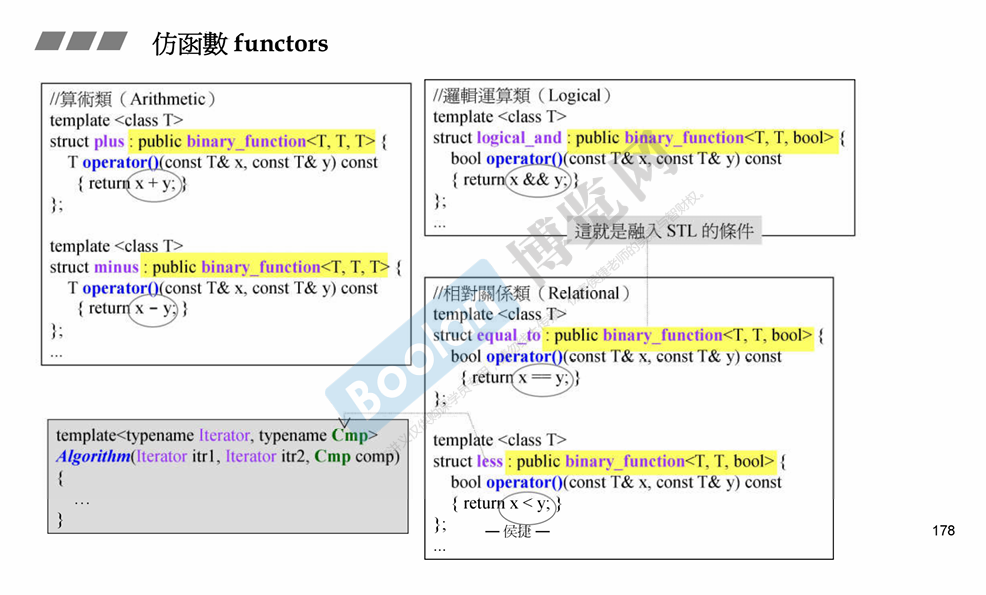 仿函數 functors
//算術類（Arithmetic）
template <class T>
struct plus : public binary_function<T, T, T> {
T operator()(const T& x, const T& y) const
{ return x + y; }
};
template <class T>
struct minus : public binary_function<T, T, T> {
T operator()(const T& x, const T& y) const
{ return x − y; }
};
...
template<typename Iterator, typename Cmp>
Algorithm(Iterator itr1, Iterator itr2, Cmp comp)
{
...
}
//邏輯運算類（Logical）
template <class T>
struct logical_and : public binary_function<T, T, bool> {
bool operator()(const T& x, const T& y) const
{ return x && y; }
};
...
這就是融入 STL 的條件
//相對關係類（Relational）
template <class T>
struct equal_to : public binary_function<T, T, bool> {
bool operator()(const T& x, const T& y) const
{ return x == y; }
};
template <class T>
struct less : public binary_function<T, T, bool> {
bool operator()(const T& x, const T& y) const
{ return x < y; }
};
...
— 侯捷 —
178
Boolan 博览网